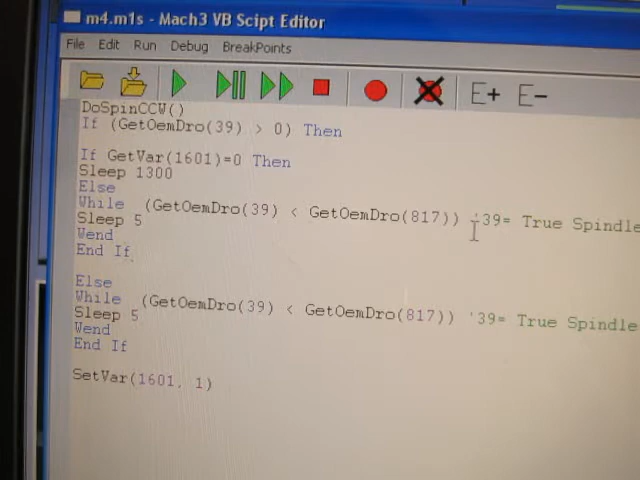 m4.m1s - Mach3 VB Scipt Editor
File Edit Run Debug BreakPoints
E+ E-
DoSpinCCW()
If (GetOemDro(39) > 0) Then
If GetVar(1601)=0 Then
Sleep 1300
Else
While (GetOemDro(39) < GetOemDro(817)) '39= True Spindle
Sleep 5
Wend
End If
Else
While (GetOemDro(39) < GetOemDro(817)) '39= True Spindle
Sleep 5
Wend
End If
SetVar(1601, 1)